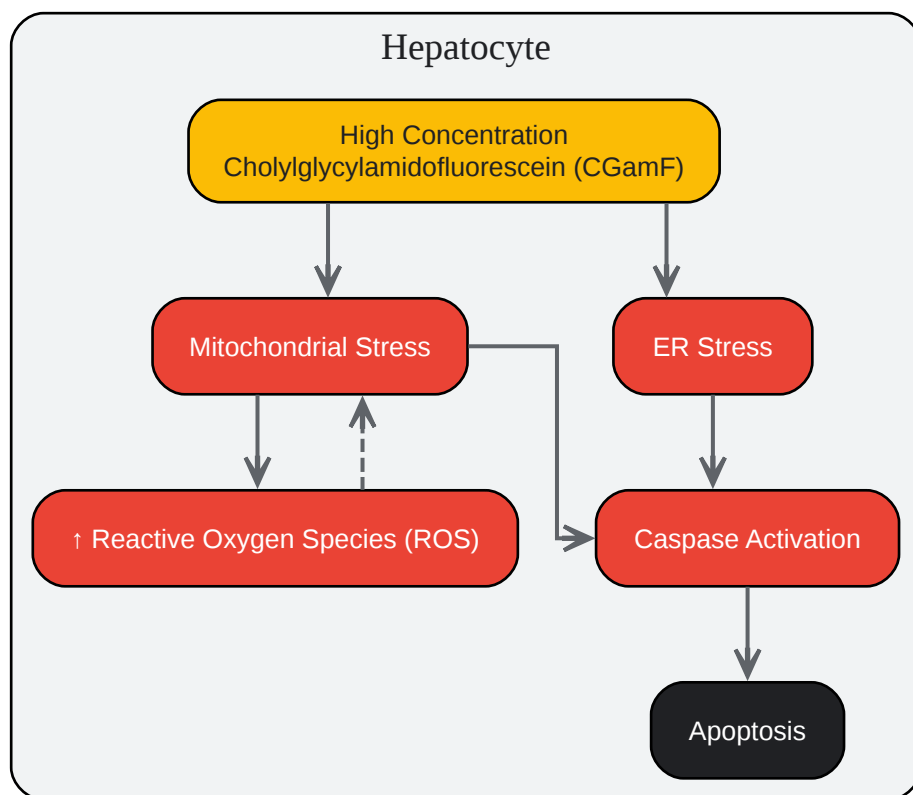 Hepatocyte
High Concentration
Cholylglycylamidofluorescein (CGamF)
Mitochondrial Stress
ER Stress
↑ Reactive Oxygen Species (ROS)
Caspase Activation
Apoptosis